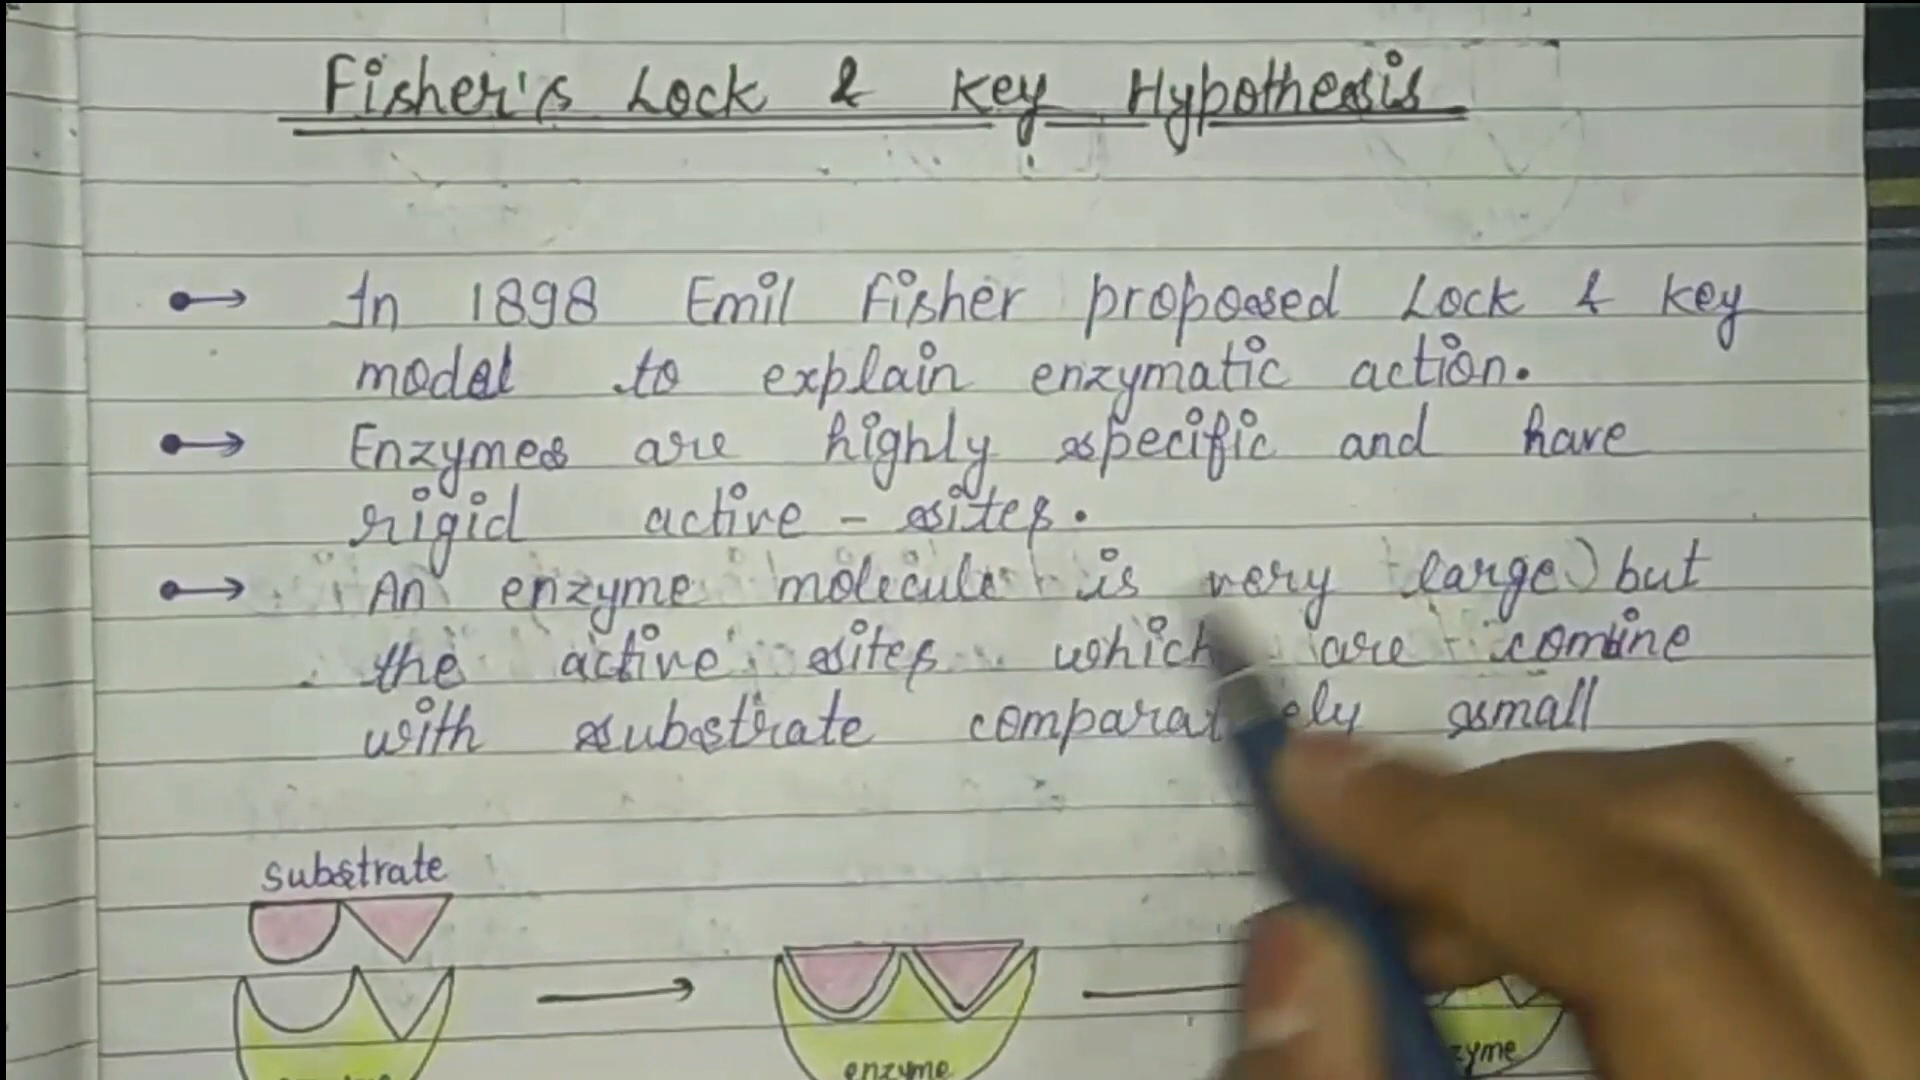 Fisher's Lock & Key Hypothesis
In 1898 Emil Fisher proposed Lock & Key
model to explain enzymatic action.
Enzymes are highly specific and have
rigid active - sites.
An enzyme molecule is very large but
the active sites which are combine
with substrate small
substrate
enzyme